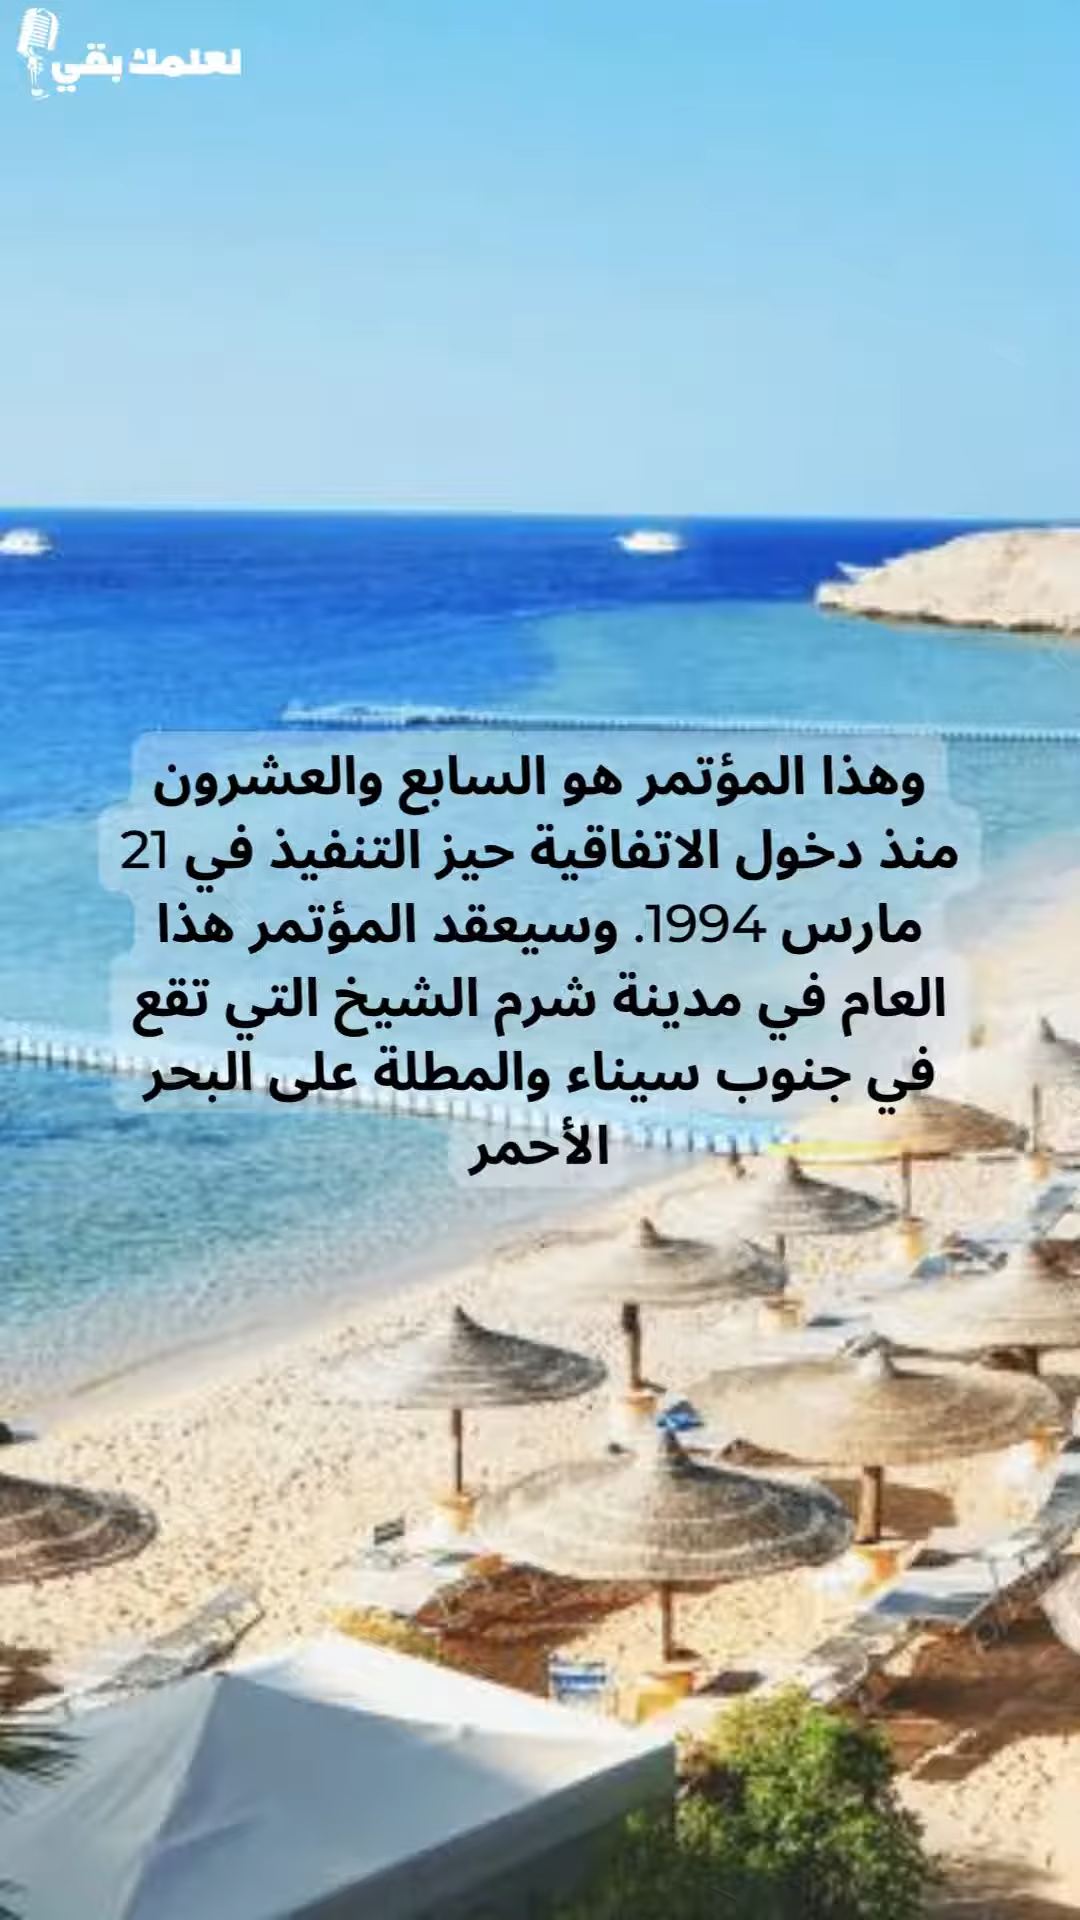 لعلمك بقي
وهذا المؤتمر هو السابع والعشرون
منذ دخول الاتفاقية حيز التنفيذ في 21
مارس 1994. وسيعقد المؤتمر هذا
العام في مدينة شرم الشيخ التي تقع
في جنوب سيناء والمطلة على البحر
الأحمر